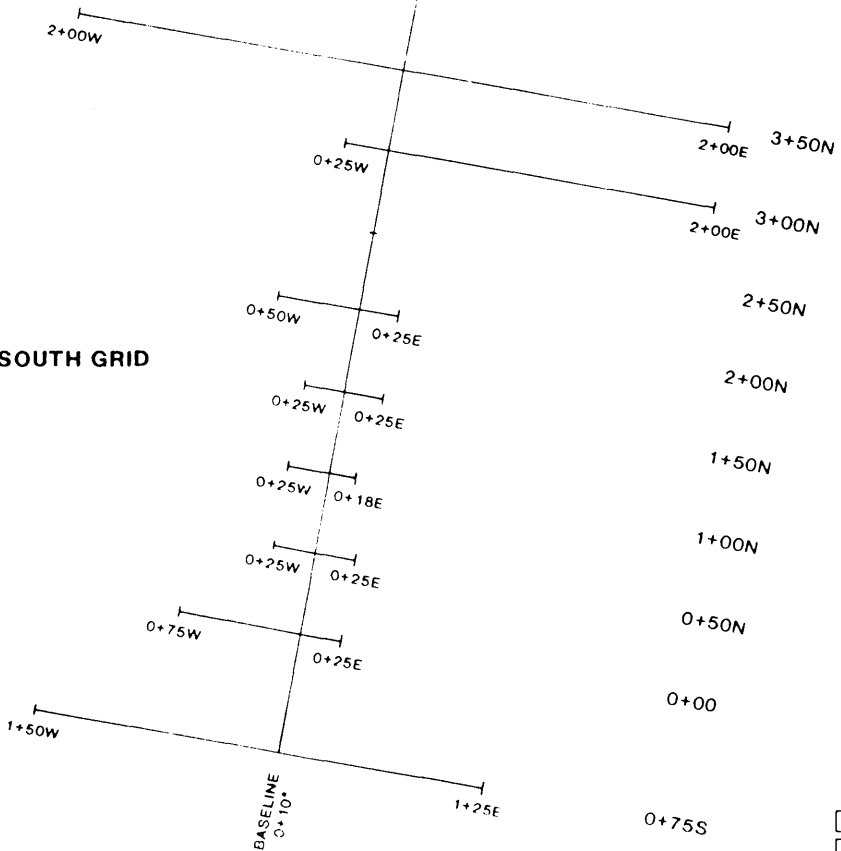 2+00W
2+00E 3+50N
0+25W
2+00E 3+00N
0+50W 0+25E 2+50N
SOUTH GRID
0+25W 0+25E 2+00N
0+25W 0+18E 1+50N
0+25W 0+25E 1+00N
0+75W 0+25E 0+50N
0+00
1+50W
1+25E 0+75S
BASELINE
0+10°